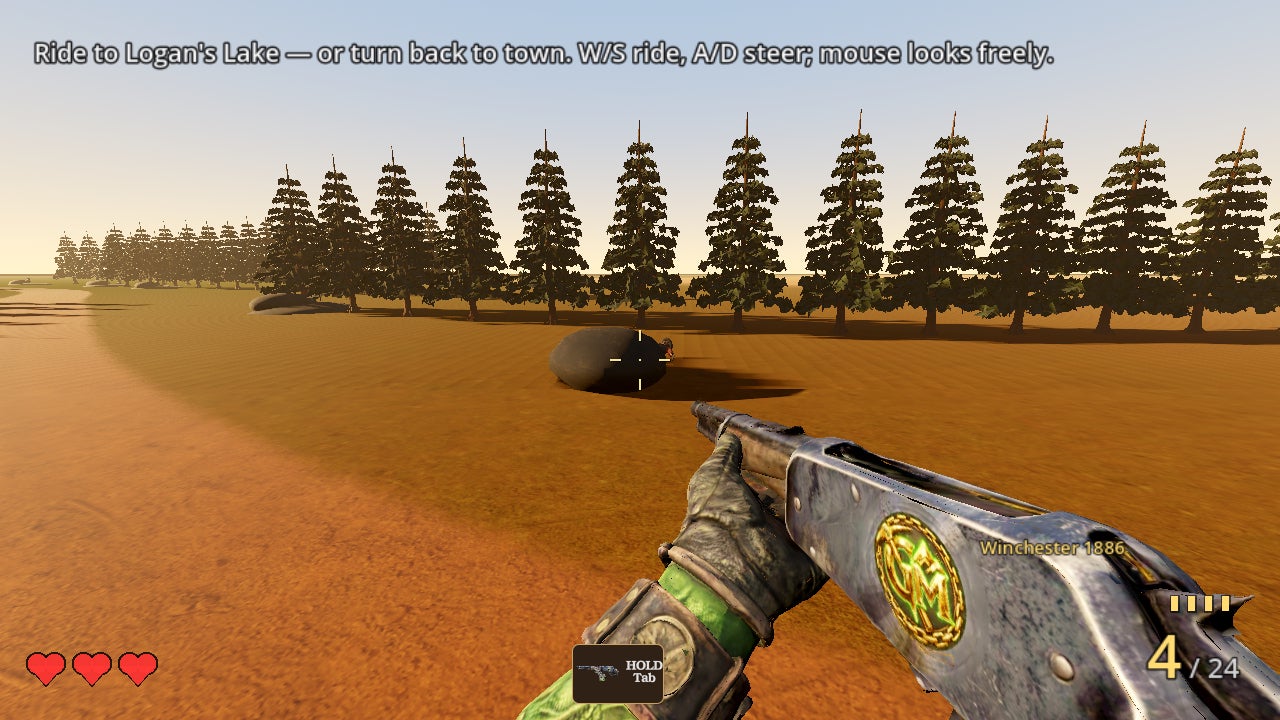 Ride to Logan's Lake — or turn back to town. W/S ride, A/D steer; mouse looks freely.
Winchester 1886
4 / 24
HOLD
Tab